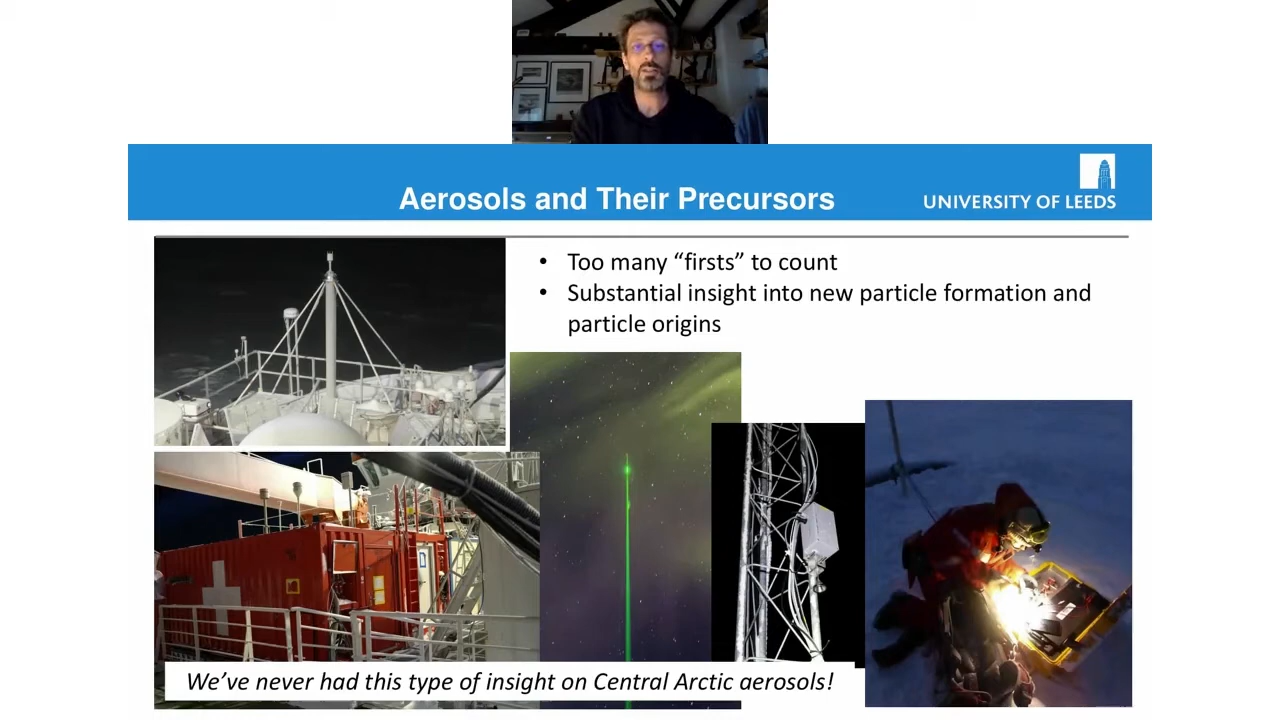 Aerosols and Their Precursors
UNIVERSITY OF LEEDS
• Too many “firsts” to count
• Substantial insight into new particle formation and
particle origins
We’ve never had this type of insight on Central Arctic aerosols!